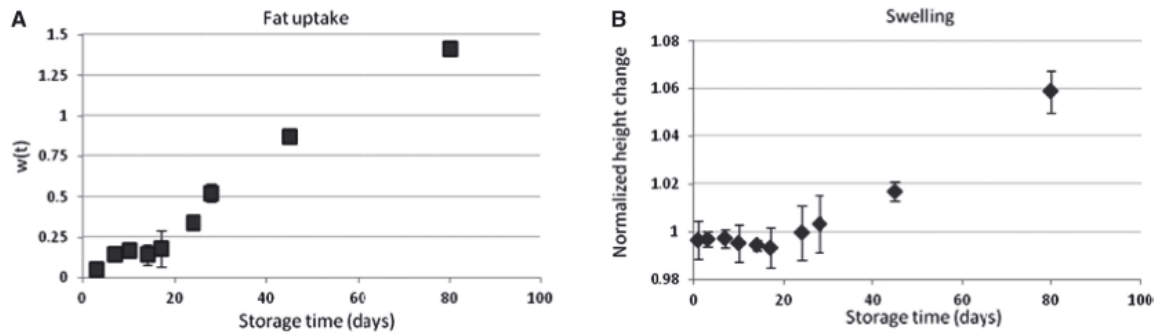 A
Fat uptake
1.5
1.25
1
0.75
0.5
0.25
0
w(t)
0 20 40 60 80 100
Storage time (days)
B
Swelling
1.08
1.06
1.04
1.02
1
0.98
Normalized height change
0 20 40 60 80 100
Storage time (days)